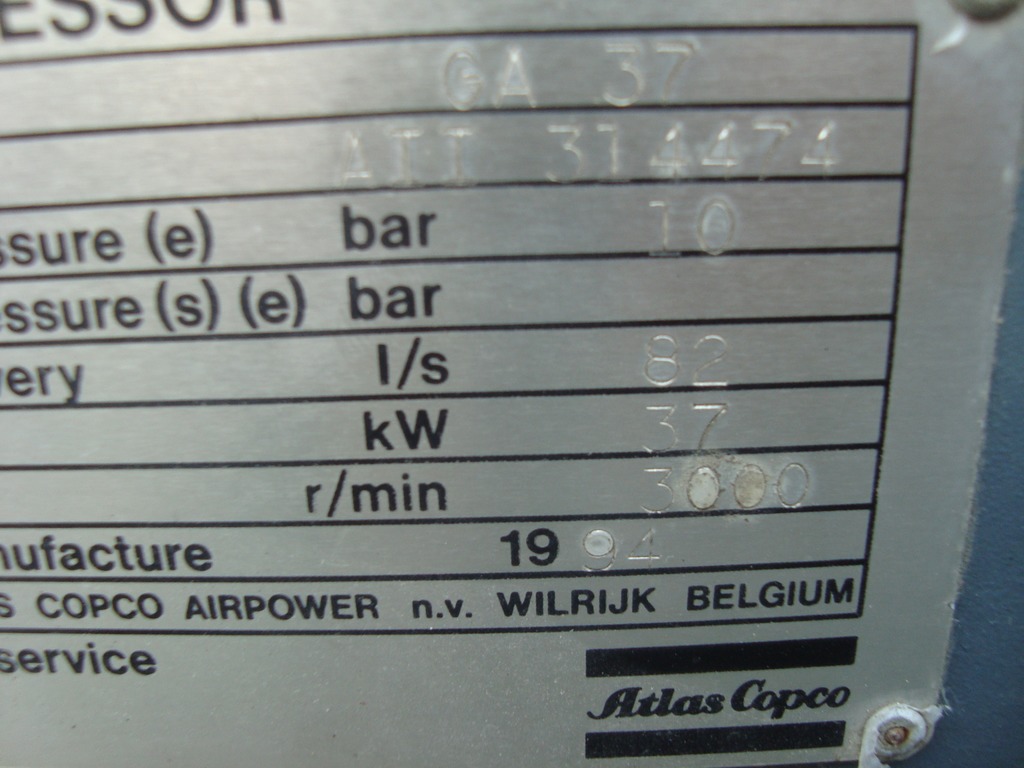 ESSOR
GA 37
AII 314474
ssure (e) bar 10
essure (s) (e) bar
very l/s 82
kW 37
r/min 3000
nufacture 1994
S COPCO AIRPOWER n.v. WILRIJK BELGIUM
service
Atlas Copco